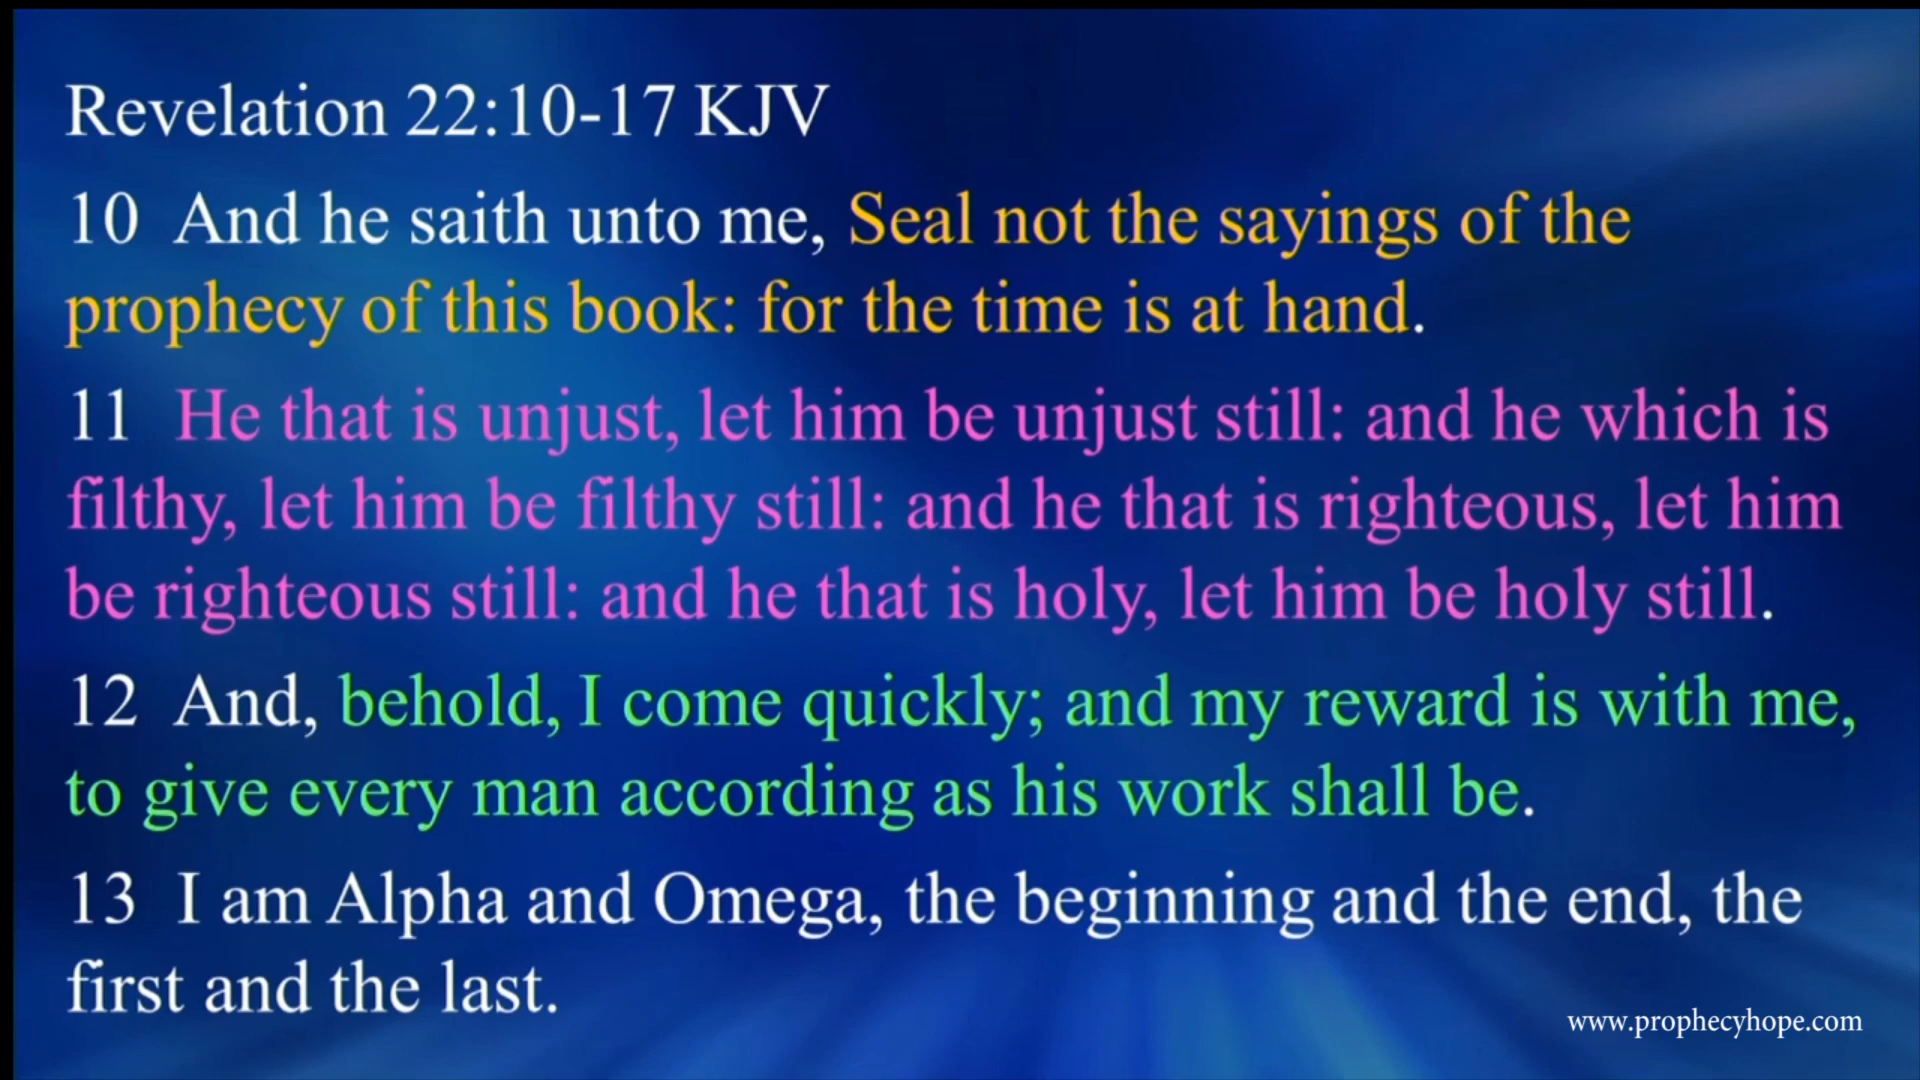 Revelation 22:10-17 KJV
10 And he saith unto me, Seal not the sayings of the
prophecy of this book: for the time is at hand.
11 He that is unjust, let him be unjust still: and he which is
filthy, let him be filthy still: and he that is righteous, let him
be righteous still: and he that is holy, let him be holy still.
12 And, behold, I come quickly; and my reward is with me,
to give every man according as his work shall be.
13 I am Alpha and Omega, the beginning and the end, the
first and the last.
www.prophecyhope.com